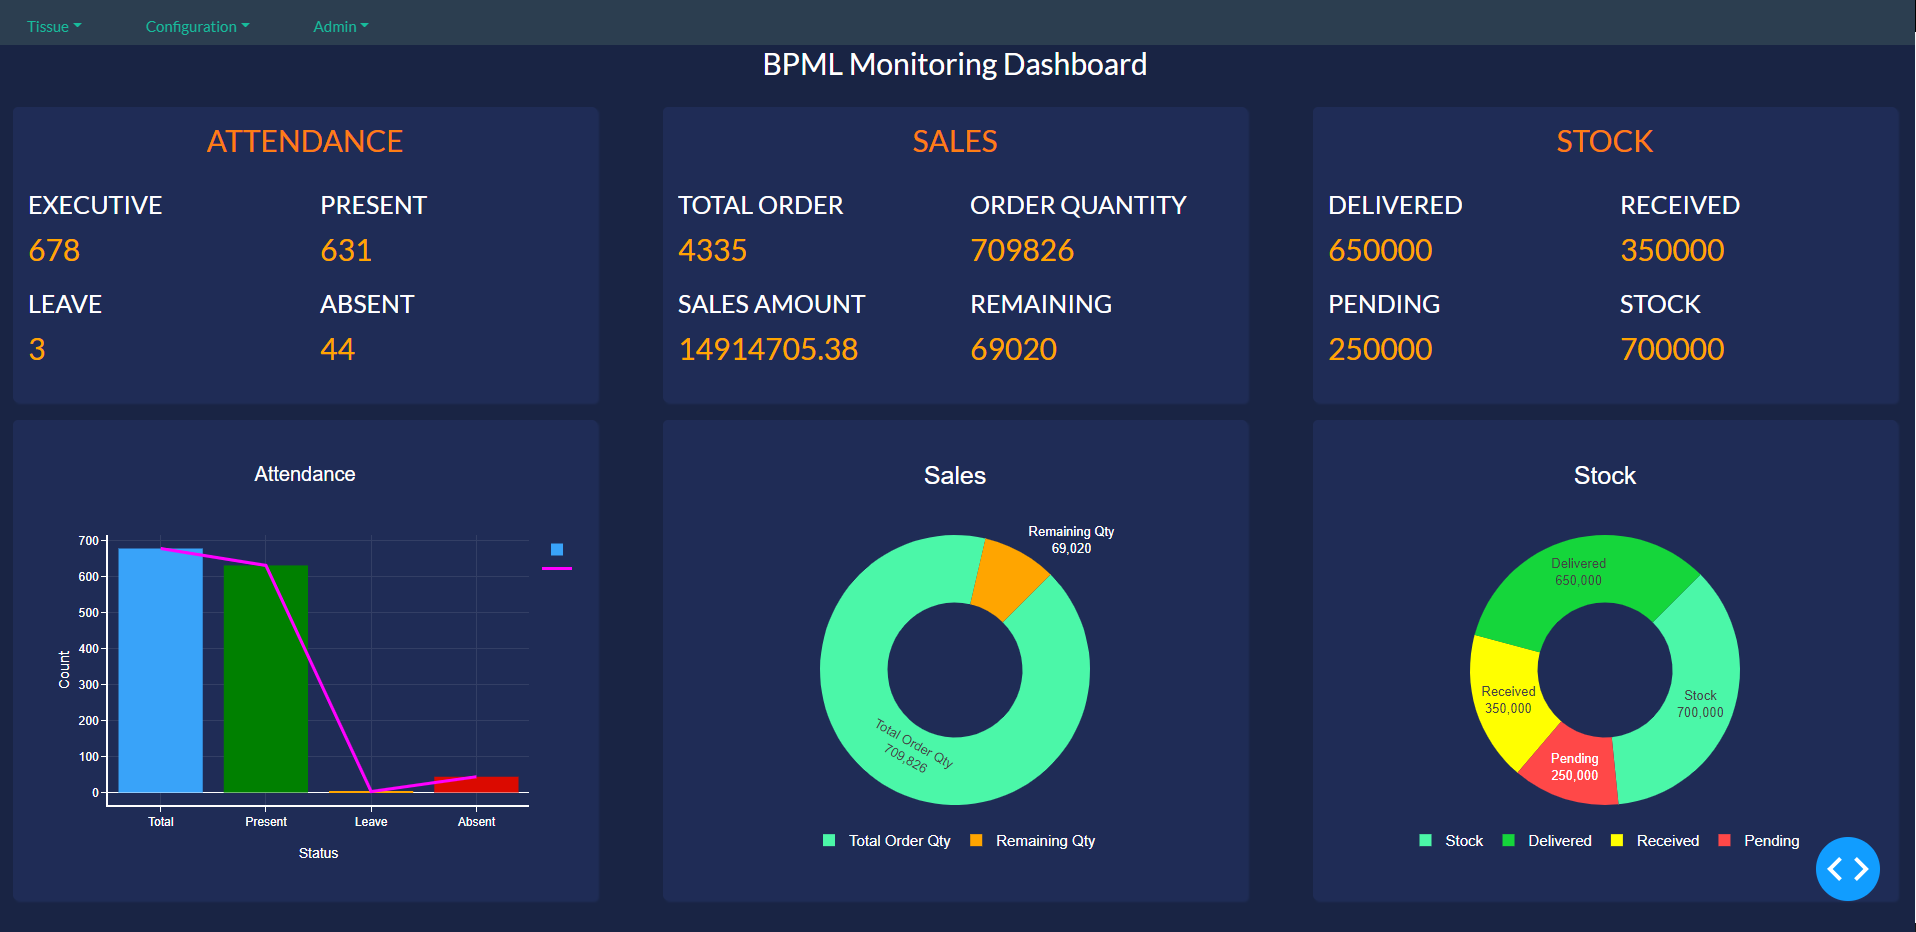 Tissue Configuration Admin
BPML Monitoring Dashboard
ATTENDANCE
EXECUTIVE PRESENT
678 631
LEAVE ABSENT
3 44
SALES
TOTAL ORDER ORDER QUANTITY
4335 709826
SALES AMOUNT REMAINING
14914705.38 69020
STOCK
DELIVERED RECEIVED
650000 350000
PENDING STOCK
250000 700000
Attendance
700
600
500
400
300
200
100
0
Count
Total Present Leave Absent
Status
Sales
Remaining Qty
69,020
Total Order Qty
709,826
Total Order Qty Remaining Qty
Stock
Delivered
650,000
Received
350,000
Stock
700,000
Pending
250,000
Stock Delivered Received Pending